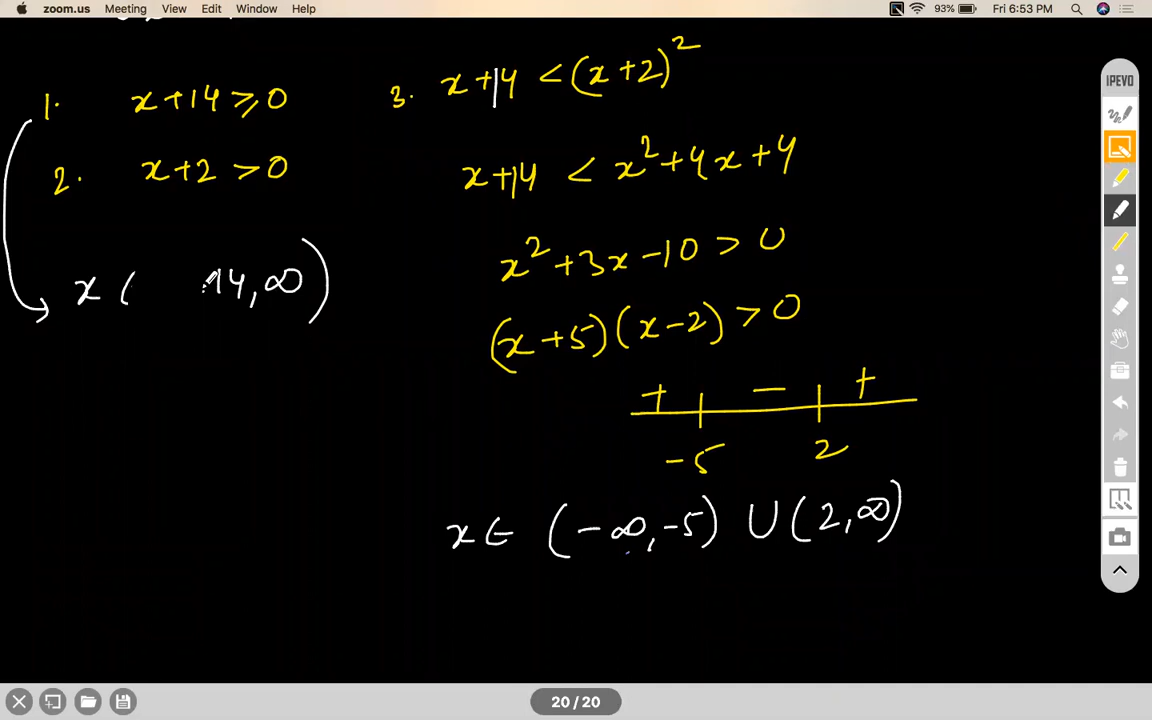 zoom.us Meeting View Edit Window Help 93% Fri 6:53 PM
IPEVO
1. x+14≥0
2. x+2>0
x ( 14,∞)
3. x+14 <(x+2)²
x+14 < x²+4x+4
x²+3x-10>0
(x+5)(x-2)>0
+ - +
-5 2
x∈ (-∞,-5) ∪(2,∞)
20/20